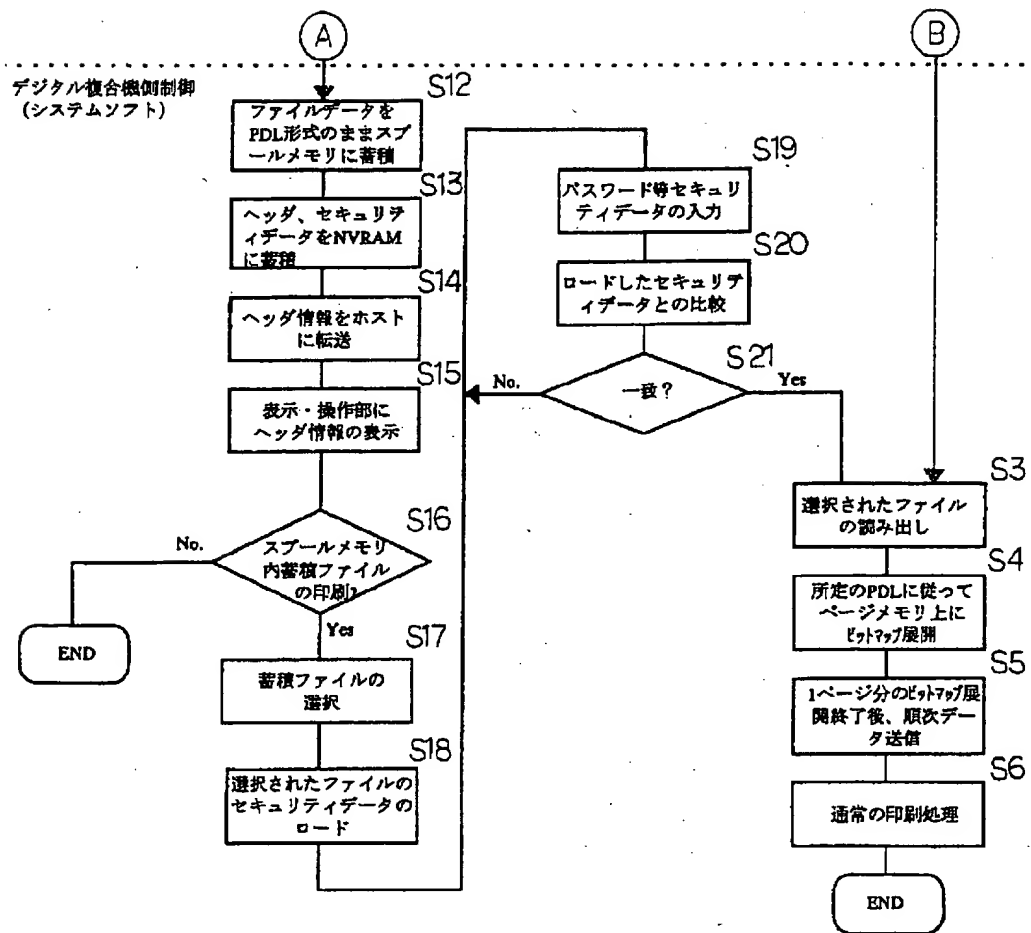 A
B
デジタル複合機側制御
(システムソフト)
S12
ファイルデータを
PDL形式のままスプ
ールメモリに蓄積
S13
ヘッダ、セキュリテ
ィデータをNVRAM
に蓄積
S14
ヘッダ情報をホスト
に転送
S15
表示・操作部に
ヘッダ情報の表示
S16
スプールメモリ
内蓄積ファイル
の印刷?
No.
Yes
END
S17
蓄積ファイルの
選択
S18
選択されたファイルの
セキュリティデータの
ロード
S19
パスワード等セキュリ
ティデータの入力
S20
ロードしたセキュリテ
ィデータとの比較
S21
一致?
No.
Yes
S3
選択されたファイル
の読み出し
S4
所定のPDLに従って
ページメモリ上に
ビットマップ展開
S5
1ページ分のビットマップ展
開終了後、順次デー
タ送信
S6
通常の印刷処理
END